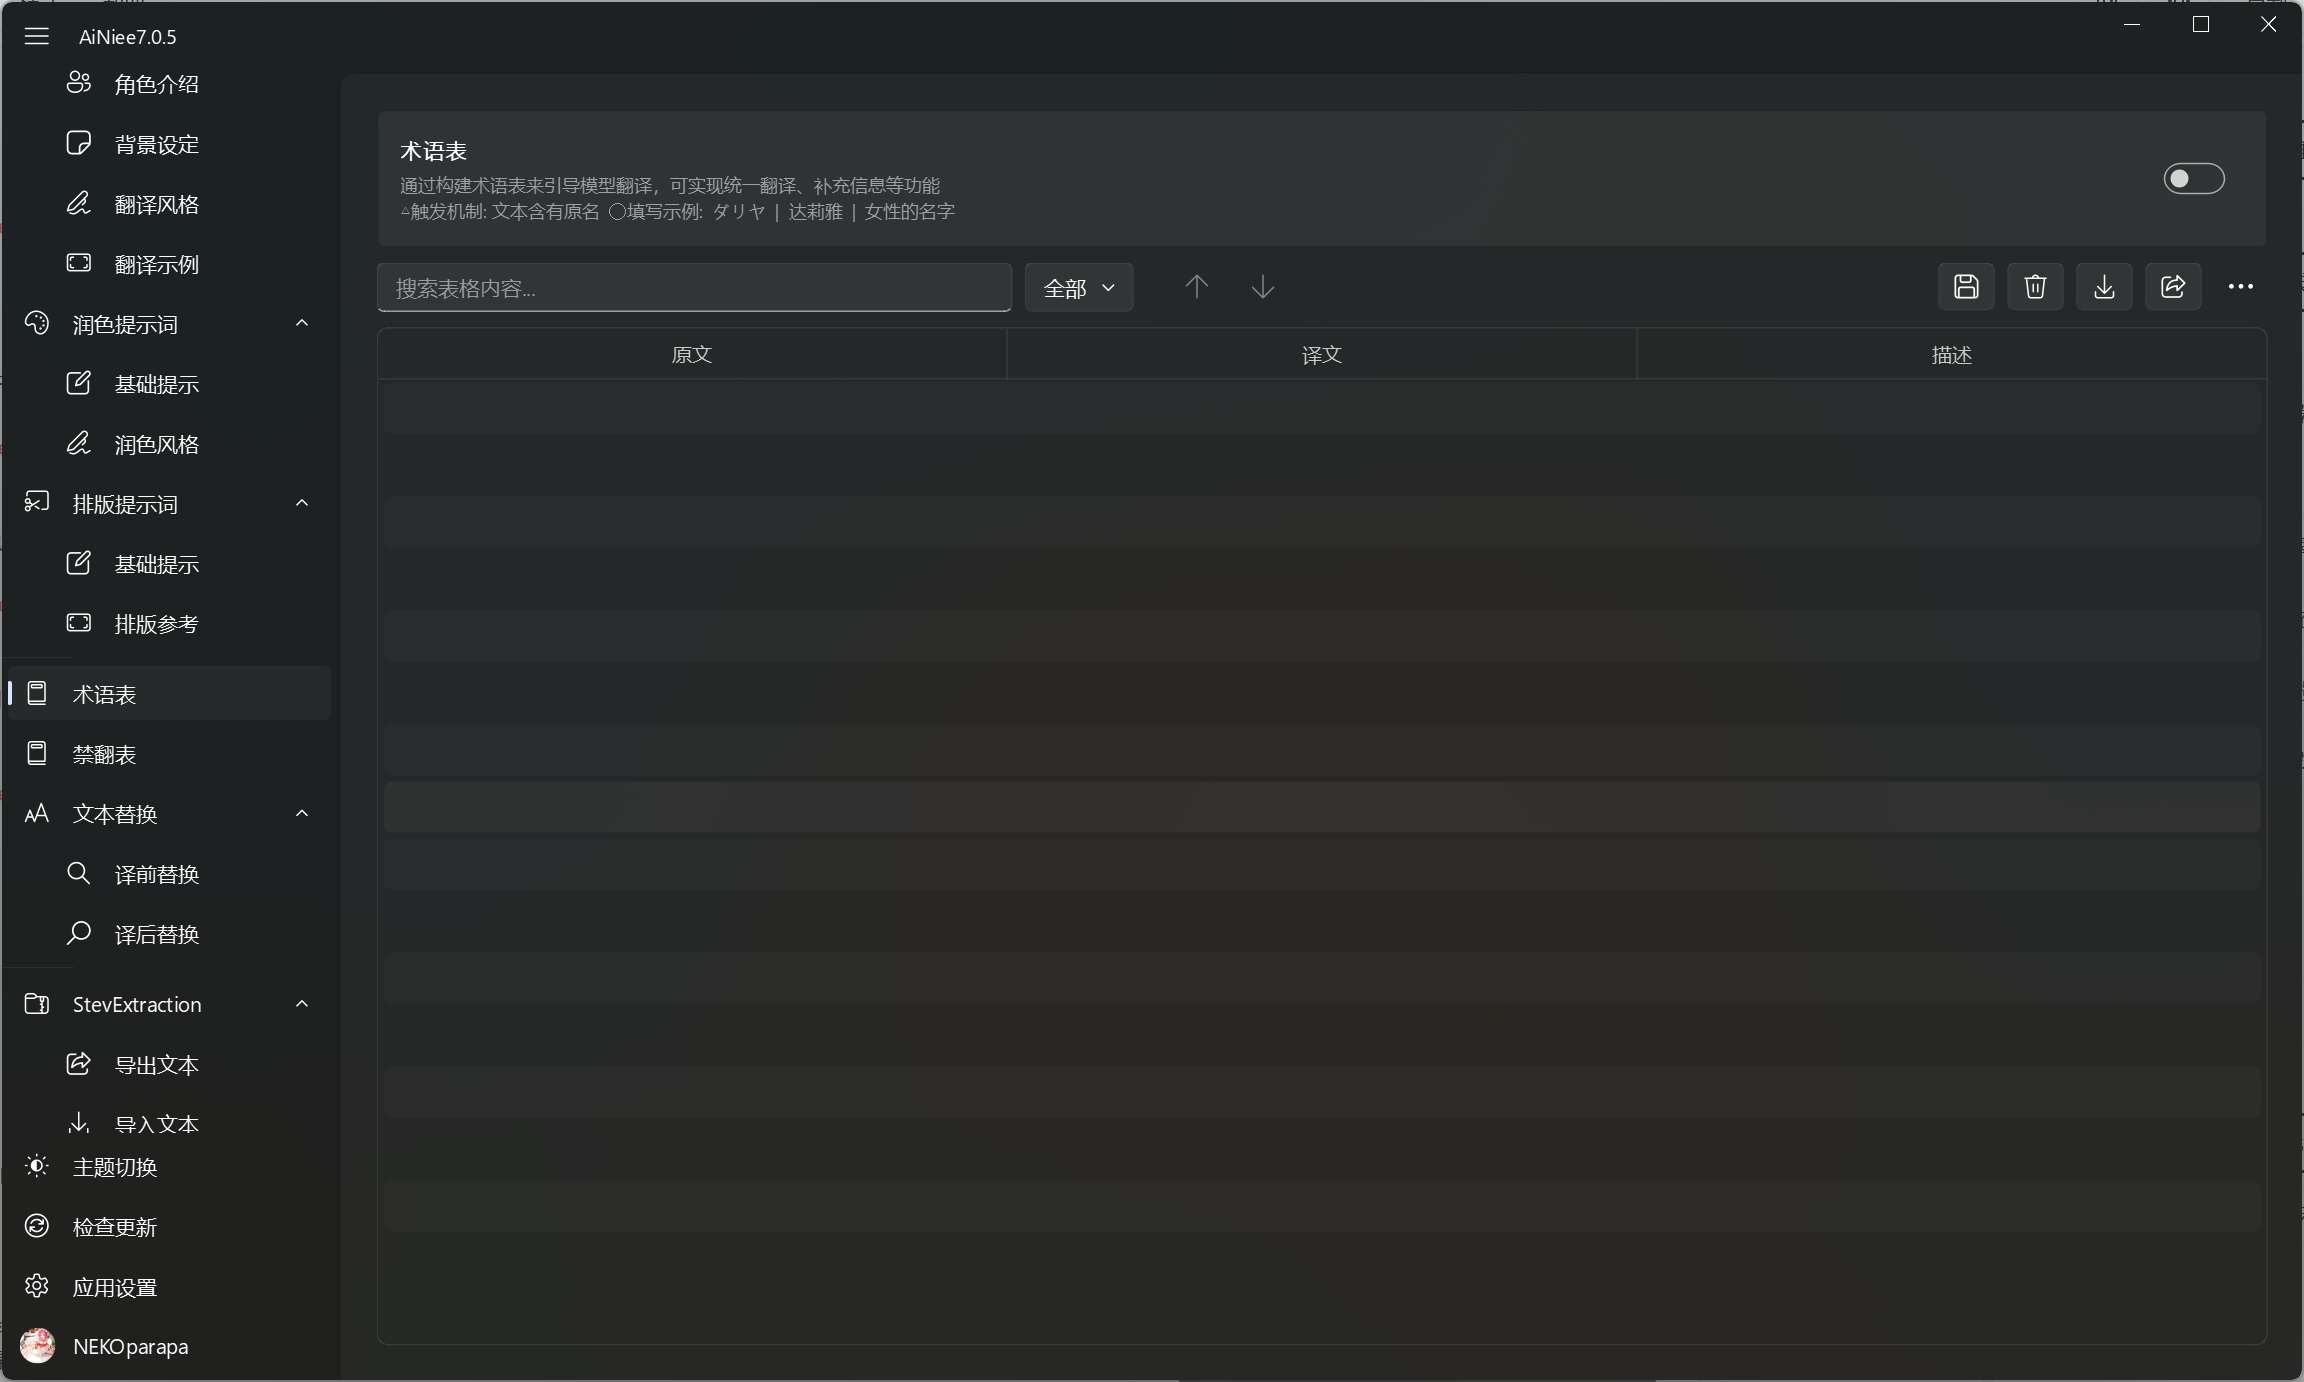 AiNiee7.0.5
角色介绍
背景设定
翻译风格
翻译示例
润色提示词
基础提示
润色风格
排版提示词
基础提示
排版参考
术语表
禁翻表
文本替换
译前替换
译后替换
StevExtraction
导出文本
导入文本
主题切换
检查更新
应用设置
NEKOparapa
术语表
通过构建术语表来引导模型翻译，可实现统一翻译、补充信息等功能
△触发机制: 文本含有原名 〇填写示例: ダリヤ | 达莉雅 | 女性的名字
搜索表格内容...
全部
原文 译文 描述